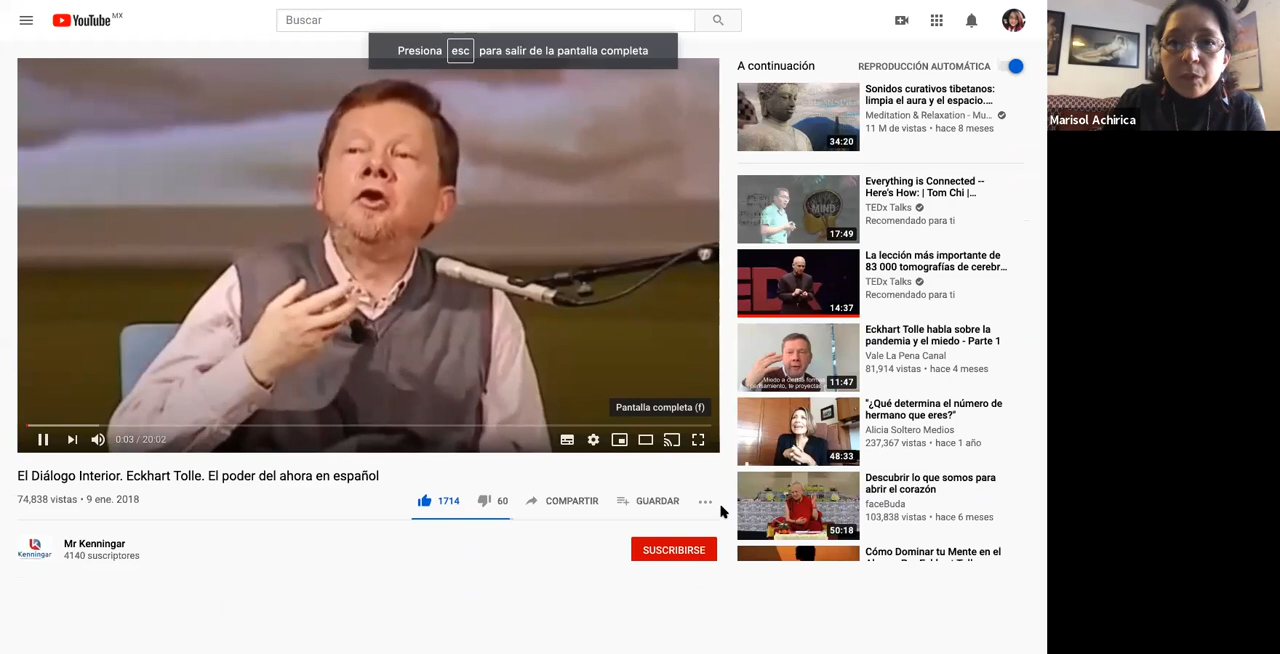 YouTube MX
Buscar
Presiona esc para salir de la pantalla completa
Pantalla completa (f)
0:03 / 20:02
El Diálogo Interior. Eckhart Tolle. El poder del ahora en español
74,838 vistas • 9 ene. 2018
1714
60
COMPARTIR
GUARDAR
Kenningar
Mr Kenningar
4140 suscriptores
SUSCRIBIRSE
A continuación
REPRODUCCIÓN AUTOMÁTICA
34:20
Sonidos curativos tibetanos:
limpia el aura y el espacio....
Meditation & Relaxation - Mu...
11 M de vistas • hace 8 meses
MIND
17:49
Everything is Connected --
Here's How: | Tom Chi |...
TEDx Talks
Recomendado para ti
14:37
La lección más importante de
83 000 tomografías de cerebr...
TEDx Talks
Recomendado para ti
11:47
Eckhart Tolle habla sobre la
pandemia y el miedo - Parte 1
Vale La Pena Canal
81,914 vistas • hace 4 meses
48:33
"¿Qué determina el número de
hermano que eres?"
Alicia Soltero Medios
237,367 vistas • hace 1 año
50:18
Descubrir lo que somos para
abrir el corazón
faceBuda
103,838 vistas • hace 6 meses
Cómo Dominar tu Mente en el
Marisol Achirica